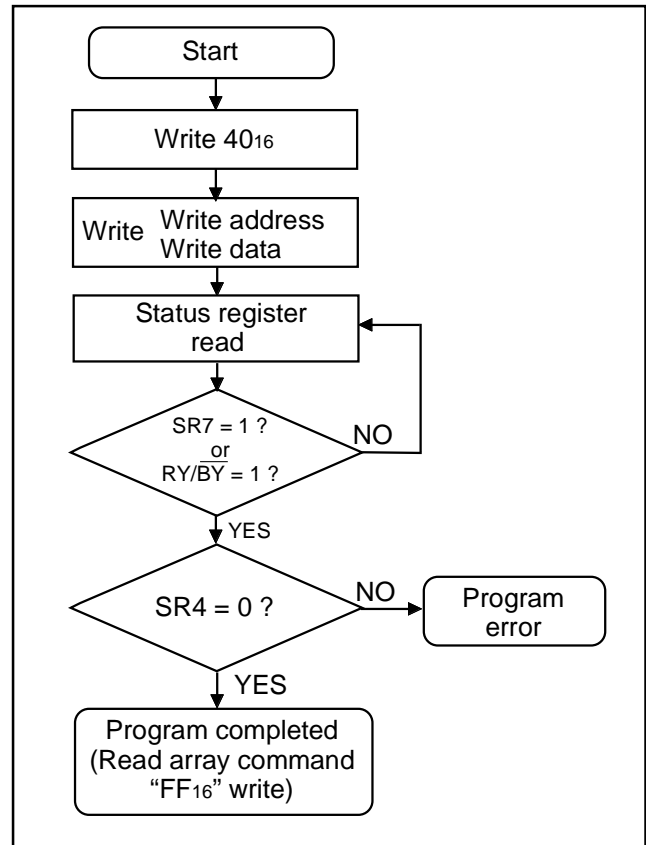 Start
Write 40₁₆
Write Write address
Write data
Status register
read
SR7 = 1 ?
or
RY/B̅Y̅ = 1 ?
NO
YES
SR4 = 0 ?
NO
Program
error
YES
Program completed
(Read array command
“FF₁₆” write)